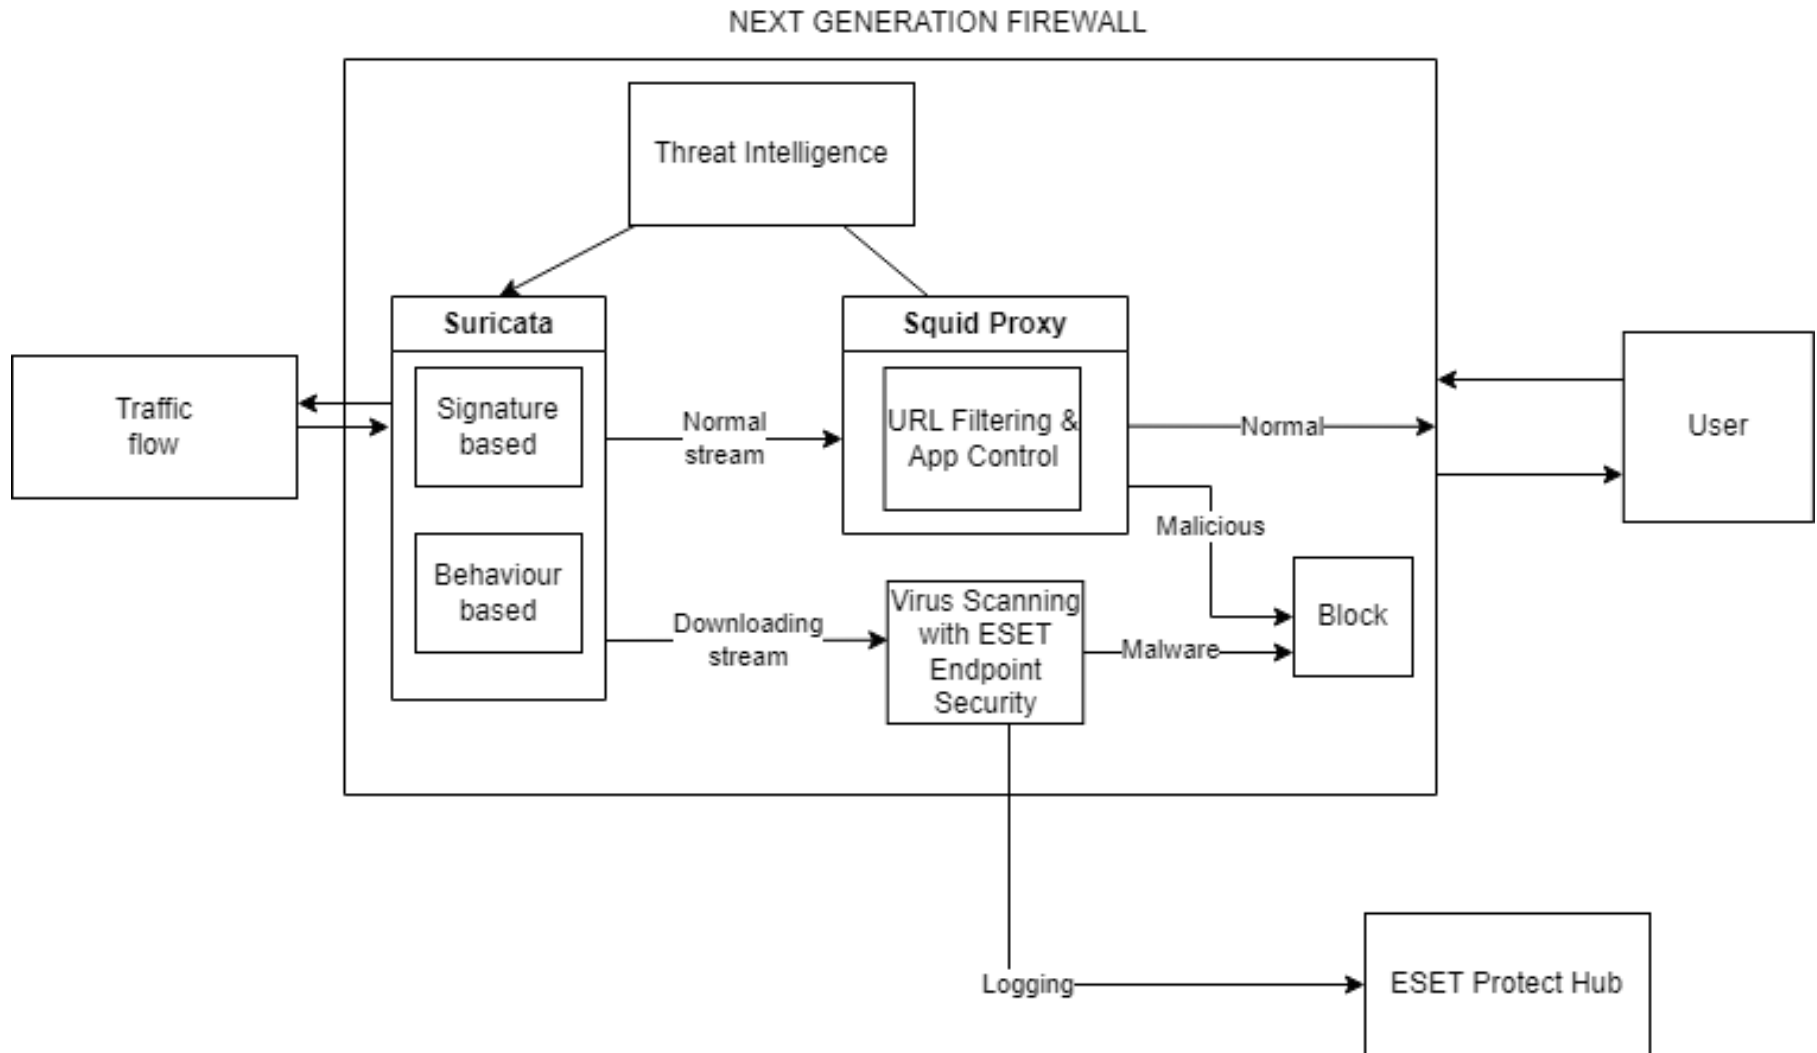 NEXT GENERATION FIREWALL
Threat Intelligence
Suricata
Squid Proxy
Traffic
flow
Signature
based
Normal
stream
URL Filtering &
App Control
Normal
User
Malicious
Behaviour
based
Downloading
stream
Virus Scanning
with ESET
Endpoint
Security
Malware
Block
Logging
ESET Protect Hub